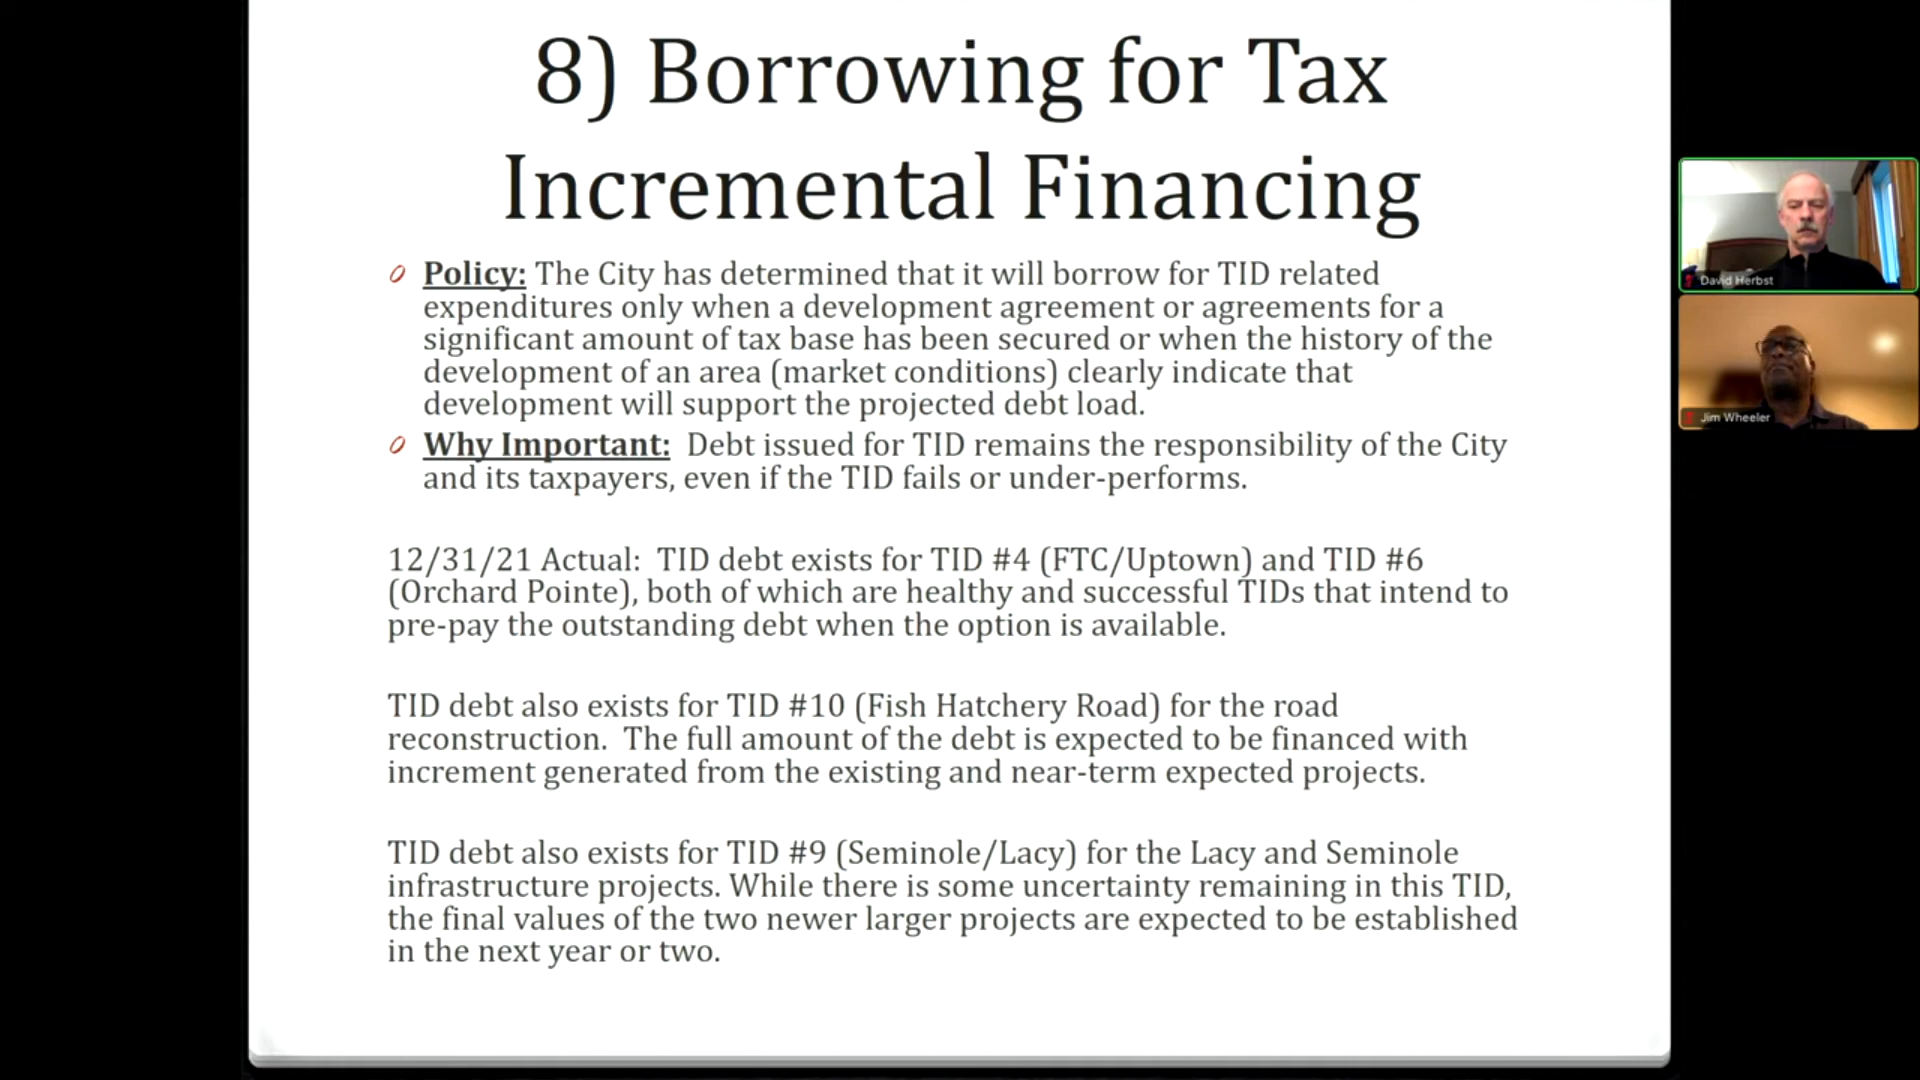 8) Borrowing for Tax
Incremental Financing
Policy: The City has determined that it will borrow for TID related
expenditures only when a development agreement or agreements for a
significant amount of tax base has been secured or when the history of the
development of an area (market conditions) clearly indicate that
development will support the projected debt load.
Why Important:  Debt issued for TID remains the responsibility of the City
and its taxpayers, even if the TID fails or under-performs.
12/31/21 Actual:  TID debt exists for TID #4 (FTC/Uptown) and TID #6
(Orchard Pointe), both of which are healthy and successful TIDs that intend to
pre-pay the outstanding debt when the option is available.
TID debt also exists for TID #10 (Fish Hatchery Road) for the road
reconstruction.  The full amount of the debt is expected to be financed with
increment generated from the existing and near-term expected projects.
TID debt also exists for TID #9 (Seminole/Lacy) for the Lacy and Seminole
infrastructure projects. While there is some uncertainty remaining in this TID,
the final values of the two newer larger projects are expected to be established
in the next year or two.
David Herbst
Jim Wheeler